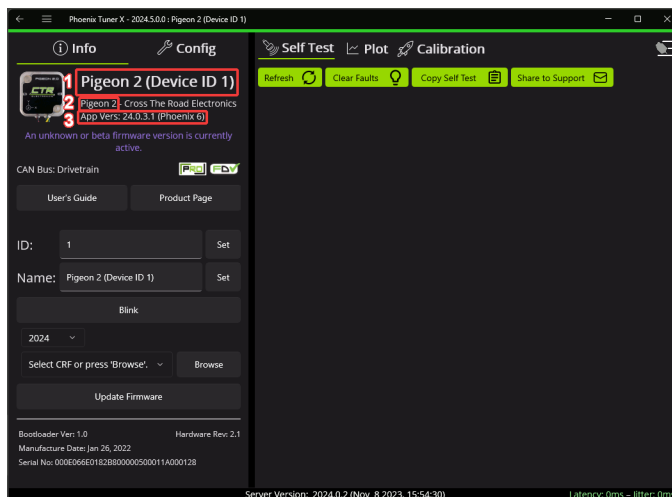 Phoenix Tuner X - 2024.5.0.0 : Pigeon 2 (Device ID 1)
Info
Config
Self Test
Plot
Calibration
Refresh
Clear Faults
Copy Self Test
Share to Support
1
Pigeon 2 (Device ID 1)
2
Pigeon 2 - Cross The Road Electronics
3
App Vers: 24.0.3.1 (Phoenix 6)
CTR
An unknown or beta firmware version is currently
active.
CAN Bus: Drivetrain
PRO
FDV
User's Guide
Product Page
ID:
1
Set
Name:
Pigeon 2 (Device ID 1)
Set
Blink
2024
Select CRF or press 'Browse'.
Browse
Update Firmware
Bootloader Ver: 1.0
Hardware Rev: 2.1
Manufacture Date: Jan 26, 2022
Serial No: 000E066E0182B800000500011A000128
Server Version: 2024.0.2 (Nov 8 2023, 15:54:30)
Latency: 0ms – Jitter: 0ms